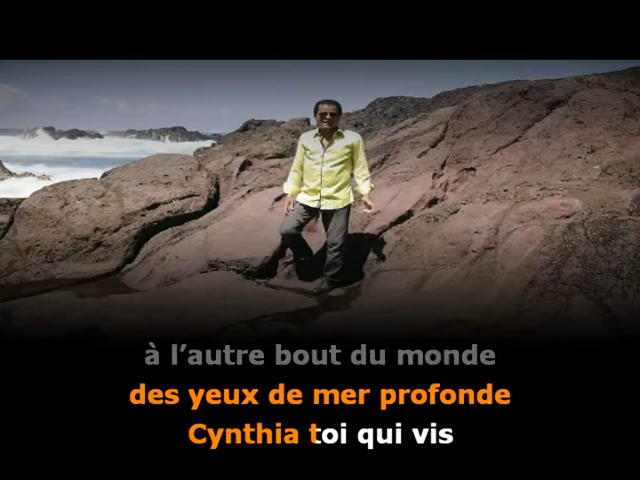 à l’autre bout du monde
des yeux de mer profonde
Cynthia toi qui vis